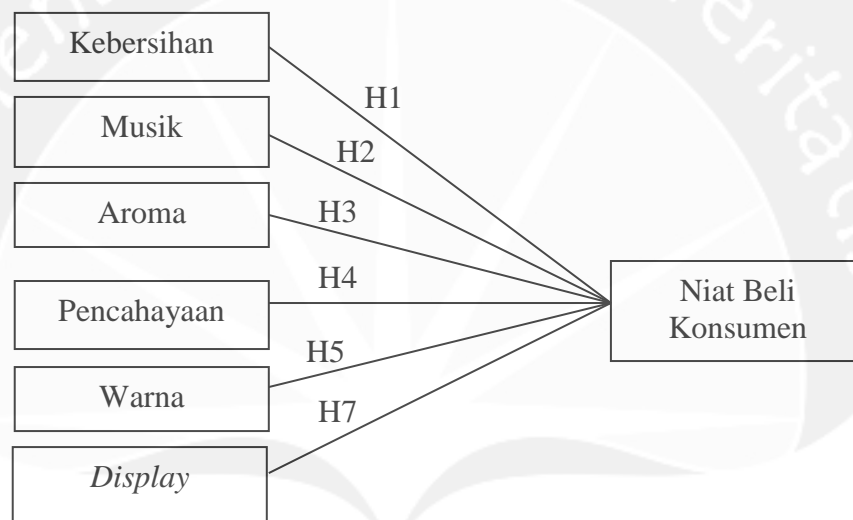 Kebersihan
H1
Musik
H2
Aroma
H3
Pencahayaan
H4
Niat Beli
Konsumen
Warna
H5
Display
H7